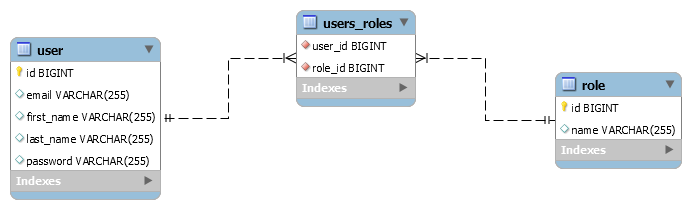 user
id BIGINT
email VARCHAR(255)
first_name VARCHAR(255)
last_name VARCHAR(255)
password VARCHAR(255)
Indexes
users_roles
user_id BIGINT
role_id BIGINT
Indexes
role
id BIGINT
name VARCHAR(255)
Indexes